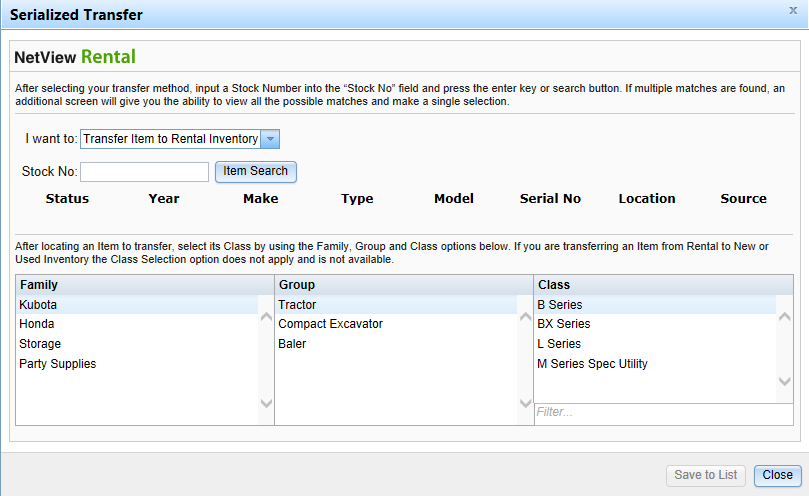 Serialized Transfer
x
NetView Rental
After selecting your transfer method, input a Stock Number into the “Stock No” field and press the enter key or search button. If multiple matches are found, an
additional screen will give you the ability to view all the possible matches and make a single selection.
I want to: Transfer Item to Rental Inventory
Stock No: Item Search
Status Year Make Type Model Serial No Location Source
After locating an Item to transfer, select its Class by using the Family, Group and Class options below. If you are transferring an Item from Rental to New or
Used Inventory the Class Selection option does not apply and is not available.
Family Group Class
Kubota Tractor B Series
Honda Compact Excavator BX Series
Storage Baler L Series
Party Supplies M Series Spec Utility
Filter...
Save to List Close